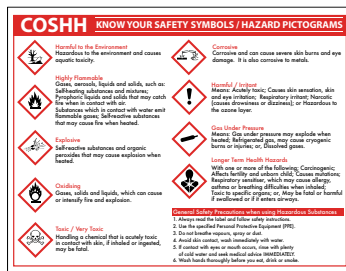 COSHH KNOW YOUR SAFETY SYMBOLS / HAZARD PICTOGRAMS
Harmful to the Environment
Hazardous to the environment and causes
aquatic toxicity.
Highly Flammable
Gases, aerosols, liquids and solids, such as:
Self-heating substances and mixtures;
Pyrophoric liquids and solids that may catch
fire when in contact with air.
Substances which in contact with water emit
flammable gases; Self-reactive substances
that may cause fire when heated.
Explosive
Self-reactive substances and organic
peroxides that may cause explosion when
heated.
Oxidising
Gases, solids and liquids, which can cause
or intensify fire and explosion.
Toxic / Very Toxic
Handling a chemical that is acutely toxic
in contact with skin, if inhaled or ingested,
may be fatal.
Corrosive
Corrosive and can cause severe skin burns and eye
damage. It is also corrosive to metals.
Harmful / Irritant
Means: Acutely toxic; Causes skin sensation, skin
and eye irritation; Respiratory irritant; Narcotic
(causes drowsiness or dizziness); or Hazardous to
the ozone layer.
Gas Under Pressure
Means: Gas under pressure may explode when
heated; Refrigerated gas, may cause cryogenic
burns or injuries; or, Dissolved gases.
Longer Term Health Hazards
With one or more of the following; Carcinogenic;
Affects fertility and unborn child; Causes mutations;
Respiratory sensitiser, which may cause allergy,
asthma or breathing difficulties when inhaled;
Toxic to specific organs; or, May be fatal or harmful
if swallowed or if it enters airways.
General Safety Precautions when using Hazardous Substances
1. Always read the label and follow safety instructions.
2. Use the specified Personal Protective Equipment (PPE).
3. Do not breathe vapours, spray or dust.
4. Avoid skin contact, wash immediately with water.
5. If contact with eyes or mouth occurs, rinse with plenty
of cold water and seek medical advice IMMEDIATELY.
6. Wash hands thoroughly before you eat, drink or smoke.